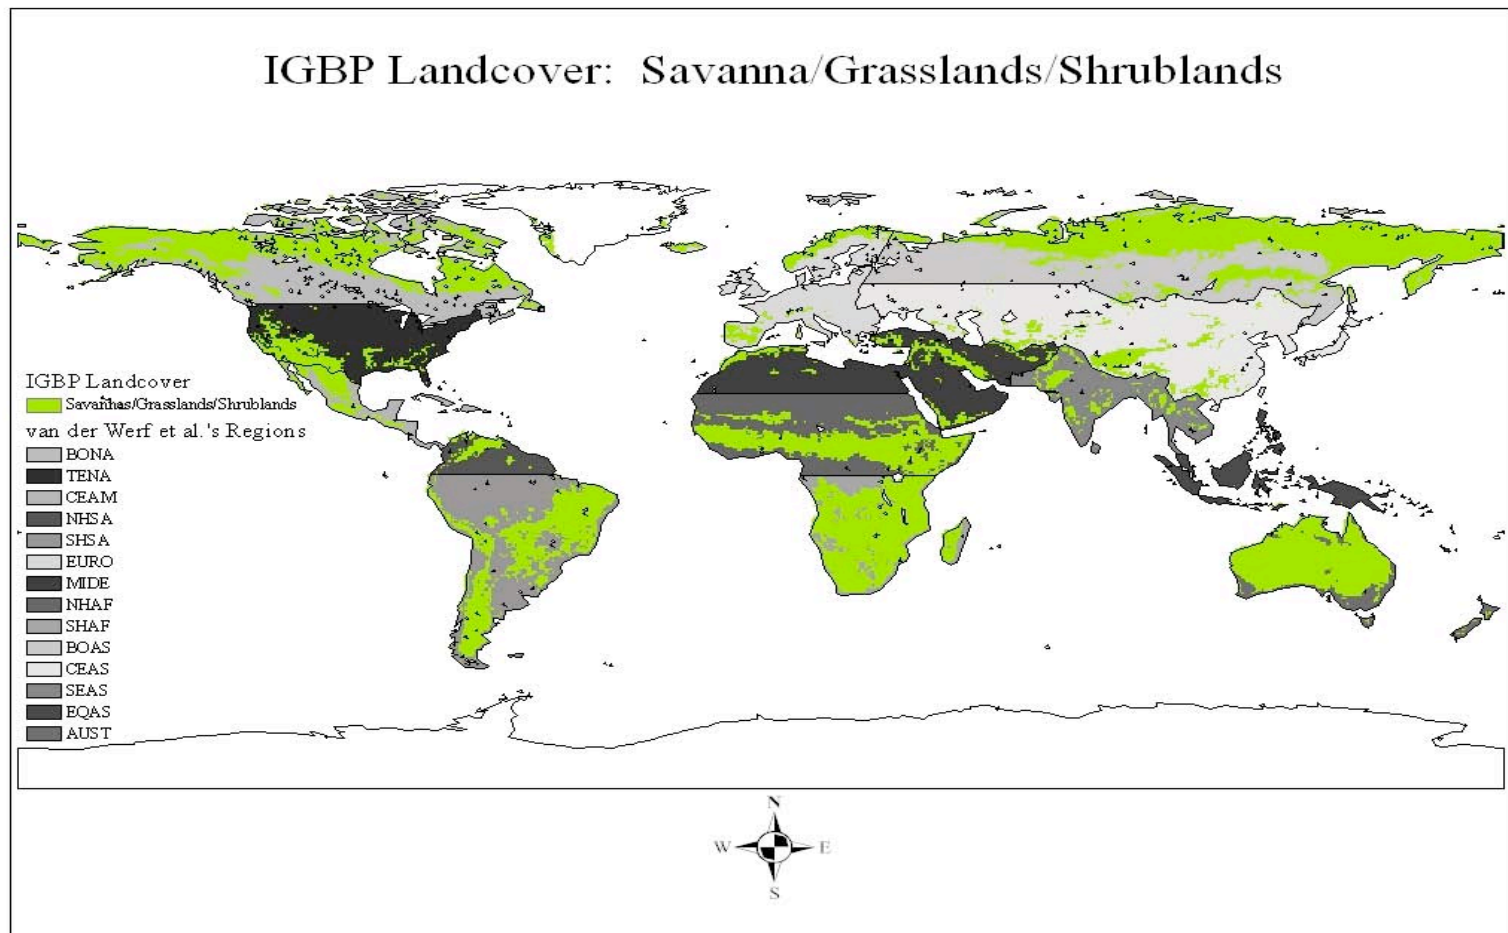 IGBP Landcover: Savanna/Grasslands/Shrublands
IGBP Landcover
Savannas/Grasslands/Shrublands
van der Werf et al.'s Regions
BONA
TENA
CEAM
NHSA
SHSA
EURO
MIDE
NHAF
SHAF
BOAS
CEAS
SEAS
EQAS
AUST
N
W E
S